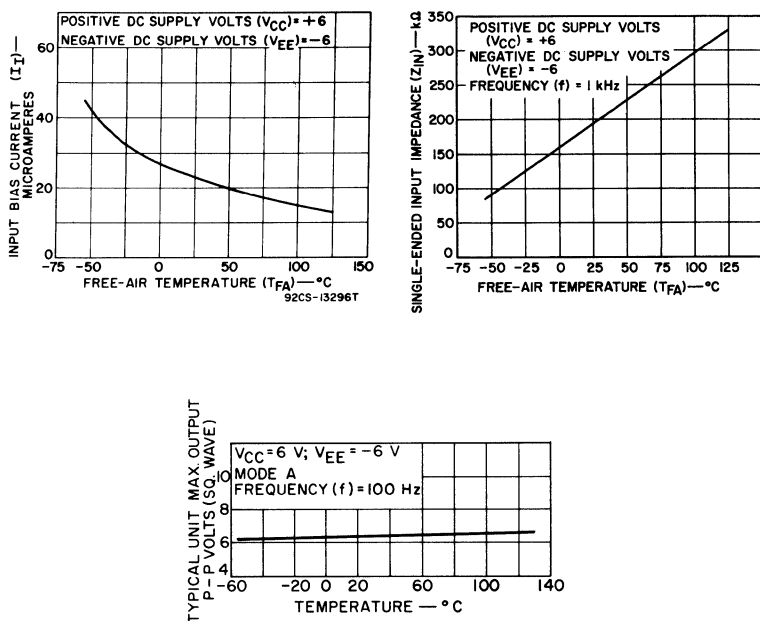 INPUT BIAS CURRENT (II)—
MICROAMPERES
POSITIVE DC SUPPLY VOLTS (VCC)=+6
NEGATIVE DC SUPPLY VOLTS (VEE)=-6
60
40
20
0
-75 -50 0 50 100 150
FREE-AIR TEMPERATURE (TFA)—°C
92CS-13296T
SINGLE-ENDED INPUT IMPEDANCE (ZIN)—kΩ
POSITIVE DC SUPPLY VOLTS
(VCC) = +6
NEGATIVE DC SUPPLY VOLTS
(VEE) = -6
FREQUENCY (f) = 1 kHz
350
300
250
200
150
100
50
0
-75 -50 -25 0 25 50 75 100 125
FREE-AIR TEMPERATURE (TFA)—°C
TYPICAL UNIT MAX. OUTPUT
P-P VOLTS (SQ. WAVE)
VCC=6 V; VEE=-6 V
MODE A
FREQUENCY (f)=100 Hz
10
8
6
4
-60 -20 0 20 60 100 140
TEMPERATURE — °C